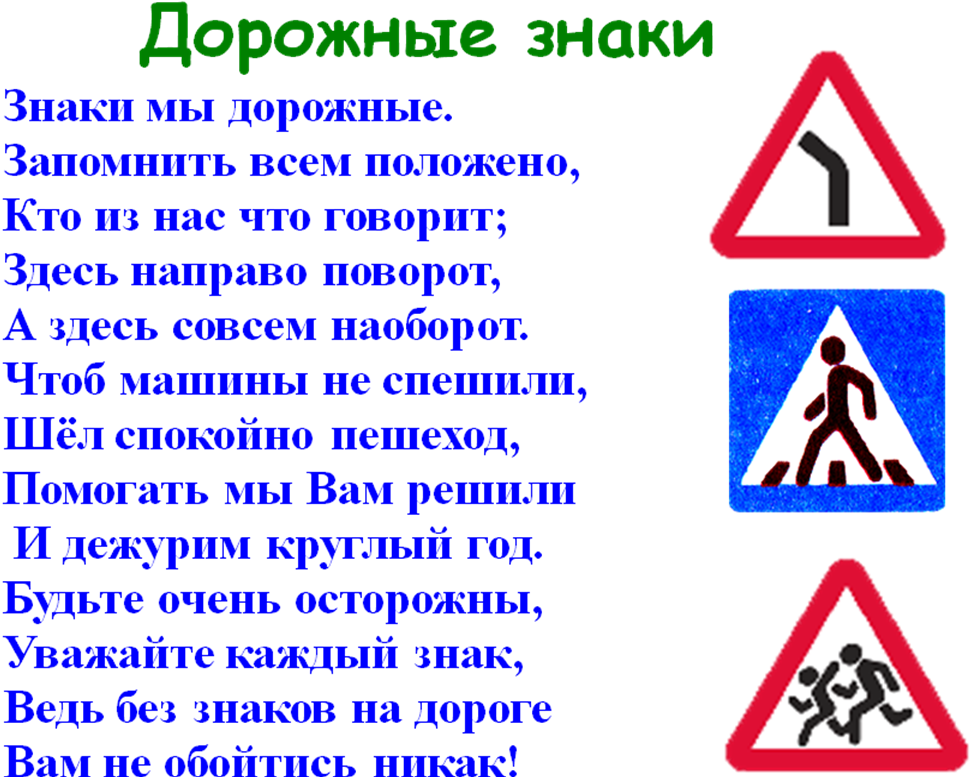 Дорожные знаки
Знаки мы дорожные.
Запомнить всем положено,
Кто из нас что говорит;
Здесь направо поворот,
А здесь совсем наоборот.
Чтоб машины не спешили,
Шёл спокойно пешеход,
Помогать мы Вам решили
И дежурим круглый год.
Будьте очень осторожны,
Уважайте каждый знак,
Ведь без знаков на дороге
Вам не обойтись никак!